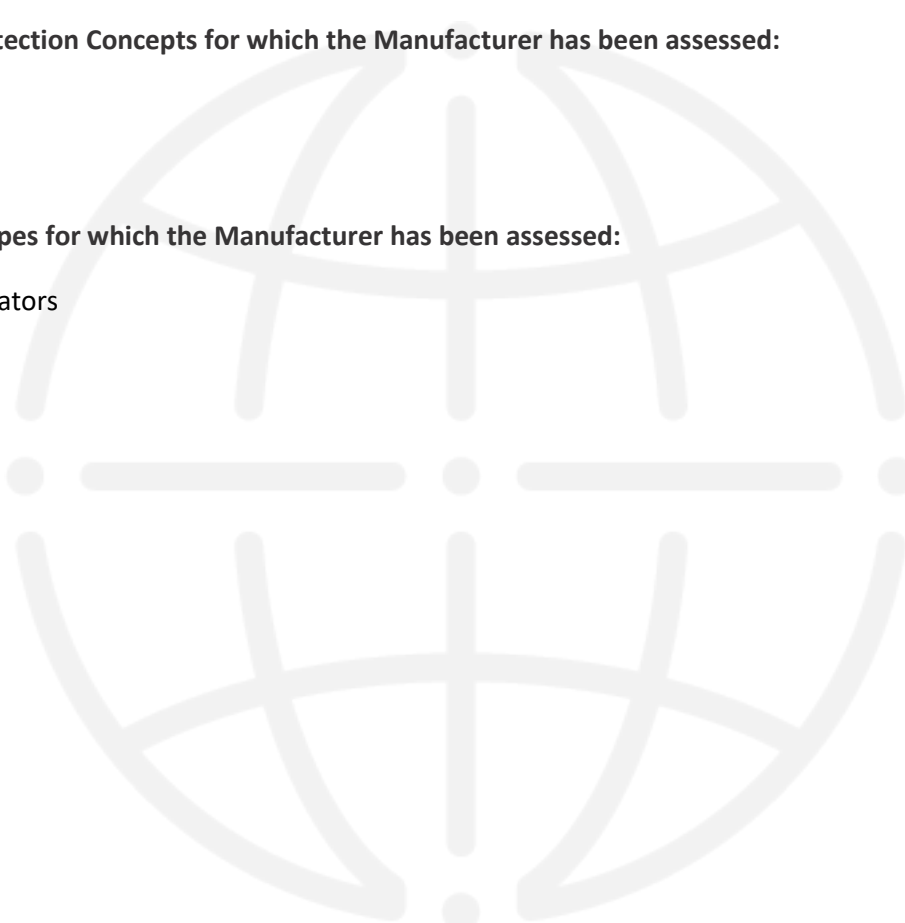 tection Concepts for which the Manufacturer has been assessed:
pes for which the Manufacturer has been assessed:
ators